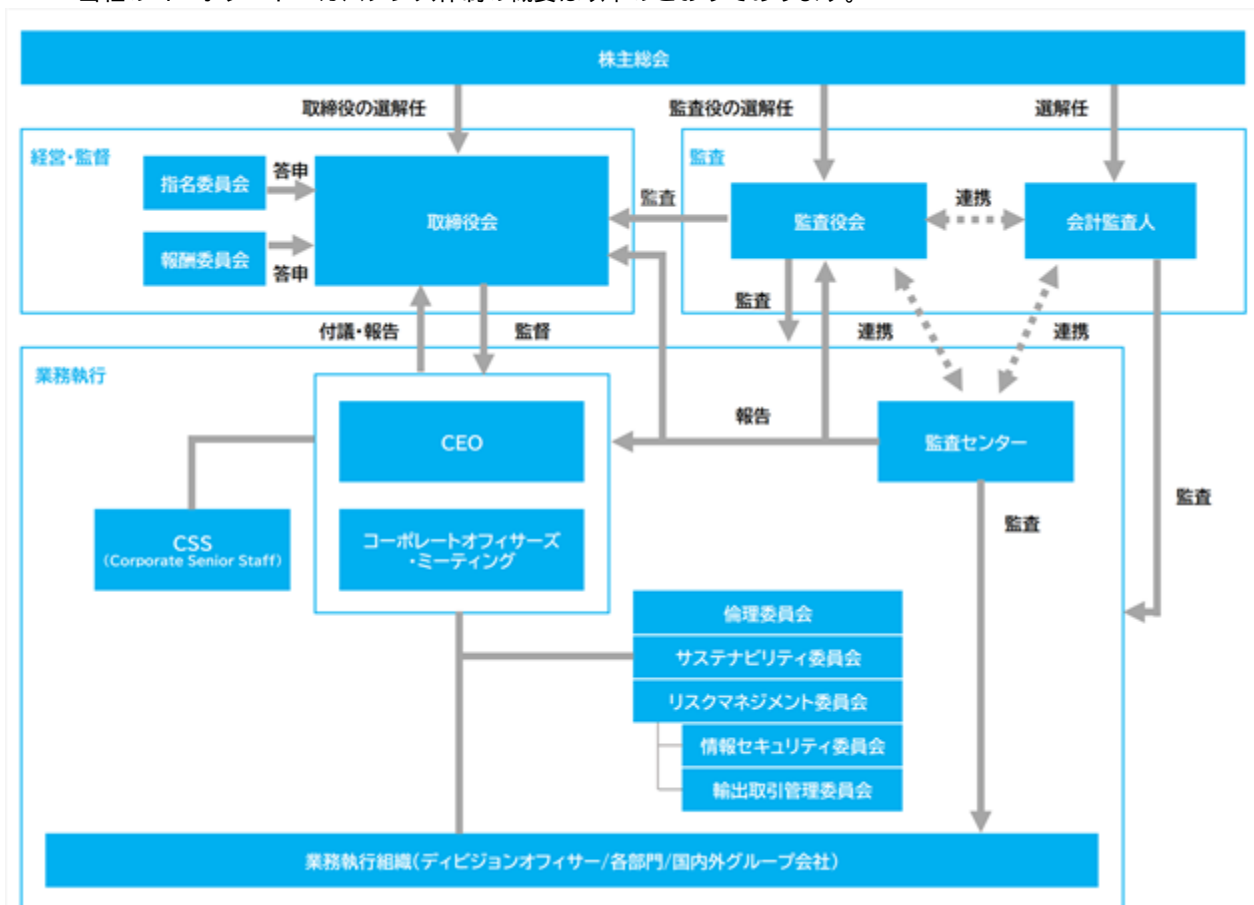 株主総会
取締役の選解任
監査役の選解任
選解任
経営・監督
監査
指名委員会
答申
取締役会
報酬委員会
答申
監査
監査役会
連携
会計監査人
付議・報告
監督
監査
連携
連携
業務執行
CEO
報告
監査センター
監査
監査
CSS
(Corporate Senior Staff)
コーポレートオフィサーズ
・ミーティング
倫理委員会
サステナビリティ委員会
リスクマネジメント委員会
情報セキュリティ委員会
輸出取引管理委員会
業務執行組織(ディビジョンオフィサー/各部門/国内外グループ会社)